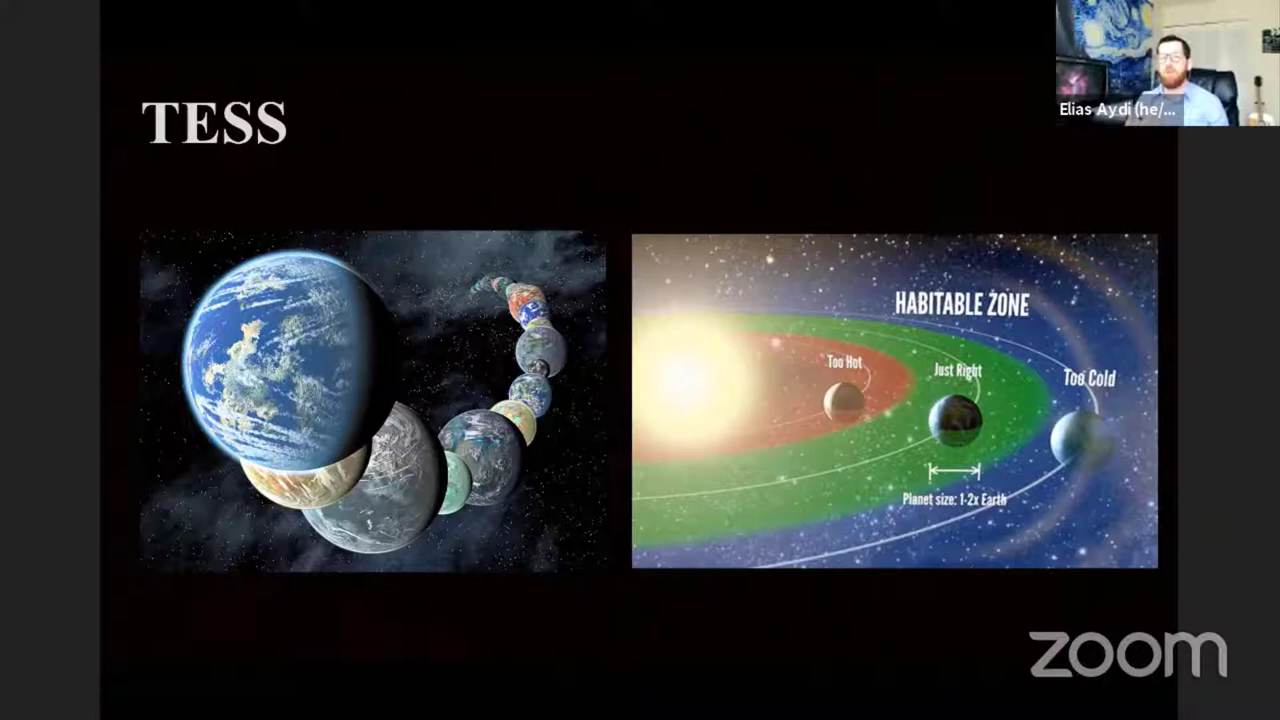 TESS
Elias Aydi (he/...
HABITABLE ZONE
Too Hot
Just Right
Too Cold
Planet size: 1-2x Earth
zoom